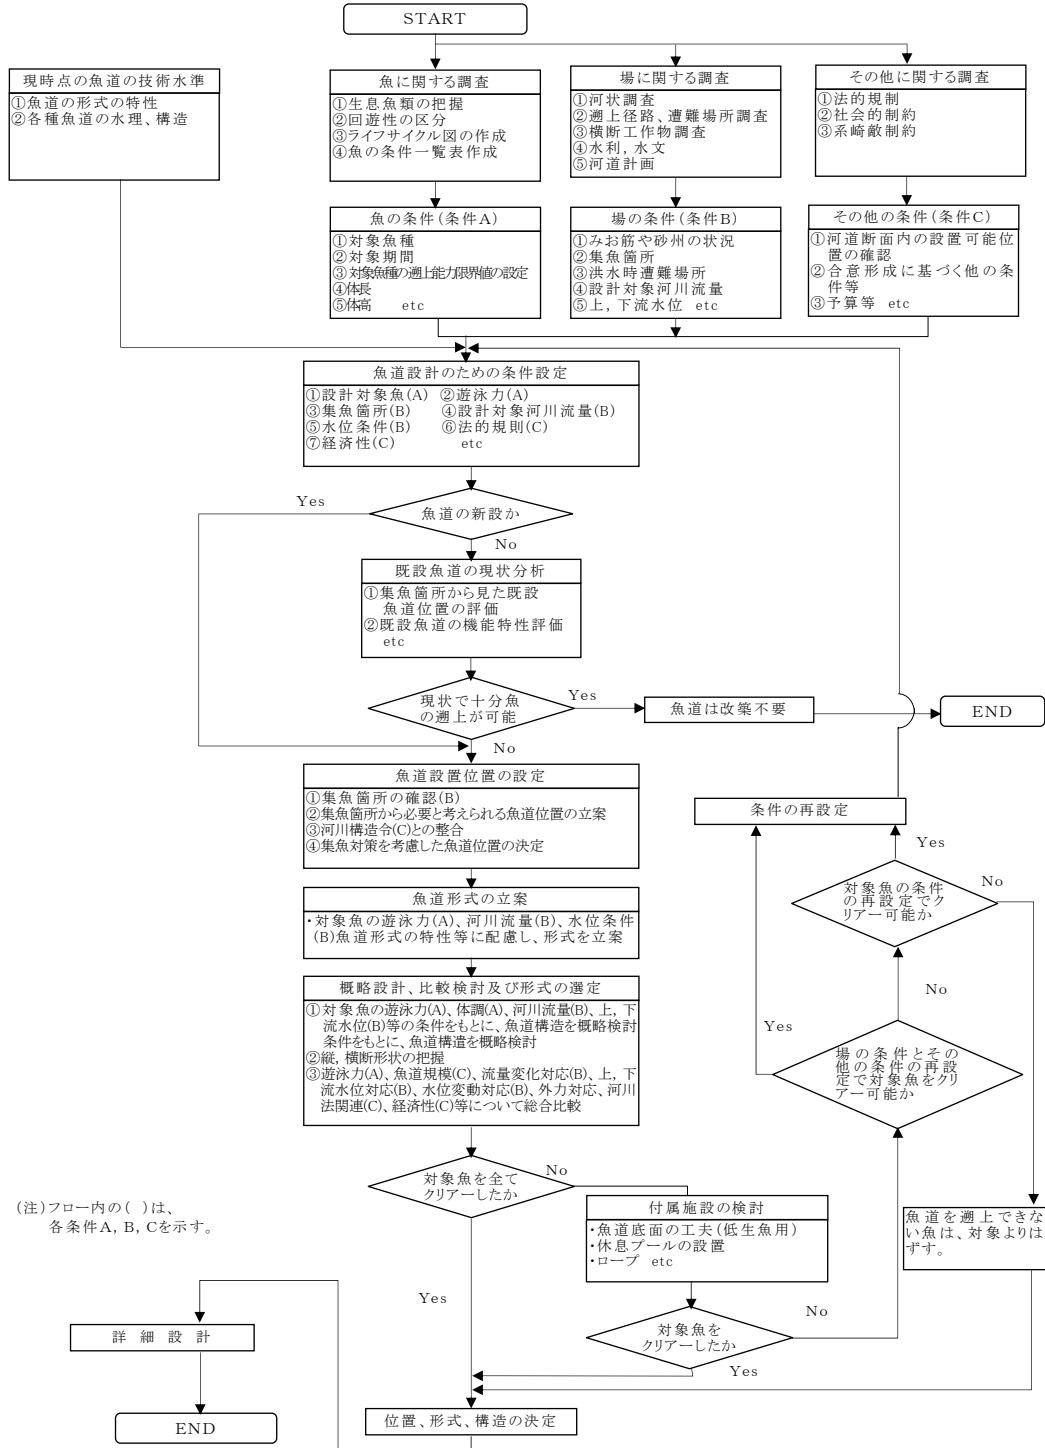 START
現時点の魚道の技術水準
①魚道の形式の特性
②各種魚道の水理、構造
魚に関する調査
①生息魚類の把握
②回遊性の区分
③ライフサイクル図の作成
④魚の条件一覧表作成
場に関する調査
①河状調査
②遡上径路、遭難場所調査
③横断工作物調査
④水利，水文
⑤河道計画
その他に関する調査
①法的規制
②社会的制約
③系崎敵制約
魚の条件（条件A）
①対象魚種
②対象期間
③対象魚種の遡上能力限界値の設定
④体長
⑤体高　　etc
場の条件（条件B）
①みお筋や砂州の状況
②集魚箇所
③洪水時遭難場所
④設計対象河川流量
⑤上，下流水位　etc
その他の条件（条件C）
①河道断面内の設置可能位
置の確認
②合意形成に基づく他の条
件等
③予算等　etc
魚道設計のための条件設定
①設計対象魚(A)　②遊泳力(A)
③集魚箇所(B)　④設計対象河川流量(B)
⑤水位条件(B)　⑥法的規則(C)
⑦経済性(C)　etc
魚道の新設か
Yes
No
既設魚道の現状分析
①集魚箇所から見た既設
魚道位置の評価
②既設魚道の機能特性評価
etc
現状で十分魚
の遡上が可能
Yes
魚道は改築不要
END
No
魚道設置位置の設定
①集魚箇所の確認(B)
②集魚箇所から必要と考えられる魚道位置の立案
③河川構造令(C)との整合
④集魚対策を考慮した魚道位置の決定
条件の再設定
Yes
対象魚の条件
の再設定でク
リアー可能か
No
魚道形式の立案
・対象魚の遊泳力(A)、河川流量(B)、水位条件
(B)魚道形式の特性等に配慮し、形式を立案
概略設計、比較検討及び形式の選定
①対象魚の遊泳力(A)、体調(A)、河川流量(B)、上，下
流水位(B)等の条件をもとに、魚道構造を概略検討
条件をもとに、魚道構造を概略検討
②縦，横断形状の把握
③遊泳力(A)、魚道規模(C)、流量変化対応(B)、上，下
流水位対応(B)、水位変動対応(B)、外力対応、河川
法関連(C)、経済性(C)等について総合比較
No
Yes
場の条件とその
他の条件の再設
定で対象魚をクリ
アー可能か
対象魚を全て
クリアーしたか
No
Yes
付属施設の検討
・魚道底面の工夫（低生魚用）
・休息プールの設置
・ロープ　etc
魚道を遡上できな
い魚は、対象よりは
ずす。
(注)フロー内の(　)は、
各条件A，B，Cを示す。
対象魚を
クリアーしたか
No
Yes
詳　細　設　計
END
位置、形式、構造の決定